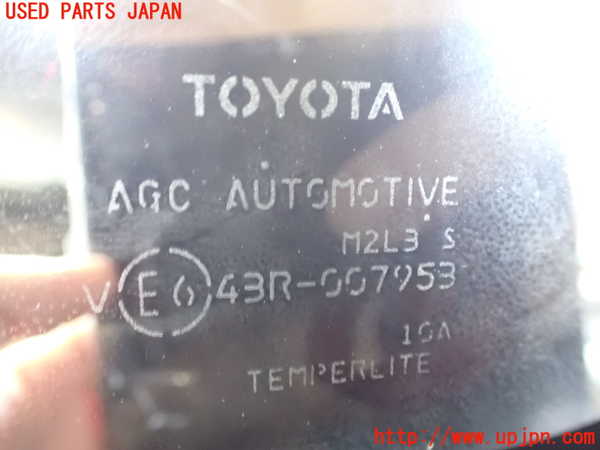 USED PARTS JAPAN
TOYOTA
AGC AUTOMOTIVE
M2L3 S
V E6 43R-007953
TEMPERLITE
http://www.upjpn.com/